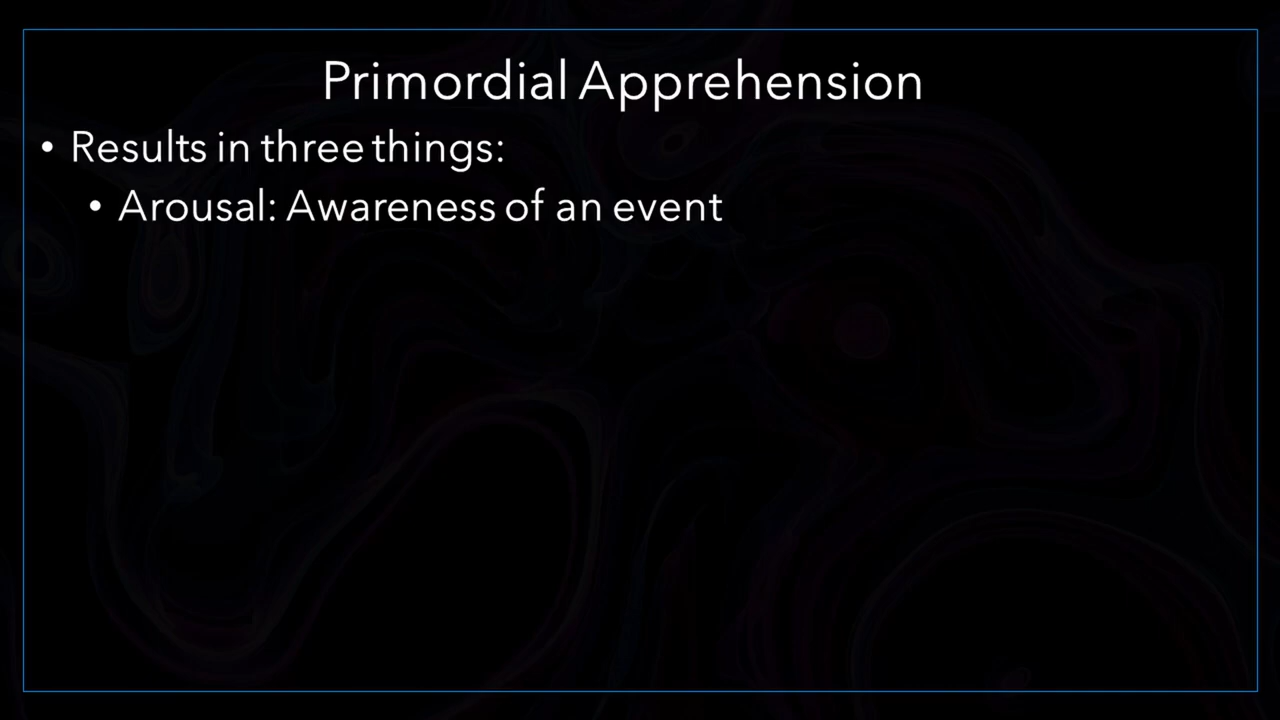 Primordial Apprehension
• Results in three things:
• Arousal: Awareness of an event